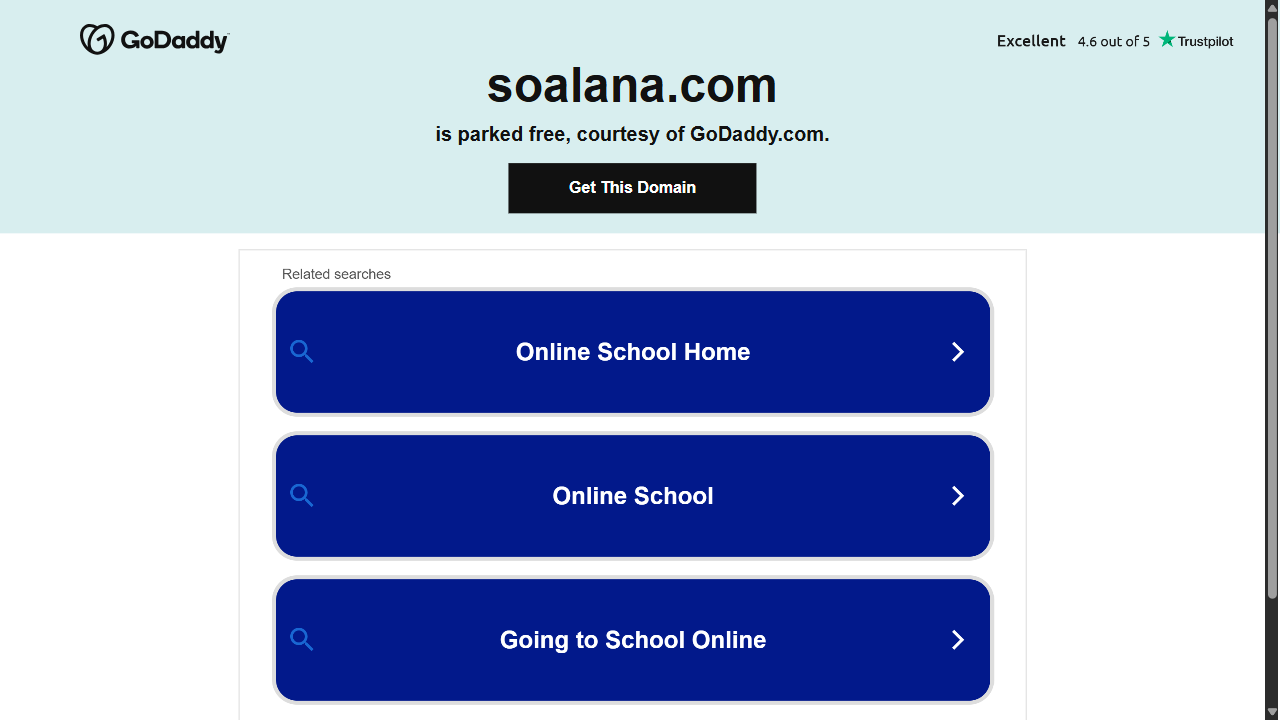 GoDaddy
Excellent 4.6 out of 5 Trustpilot
soalana.com
is parked free, courtesy of GoDaddy.com.
Get This Domain
Related searches
Online School Home
Online School
Going to School Online